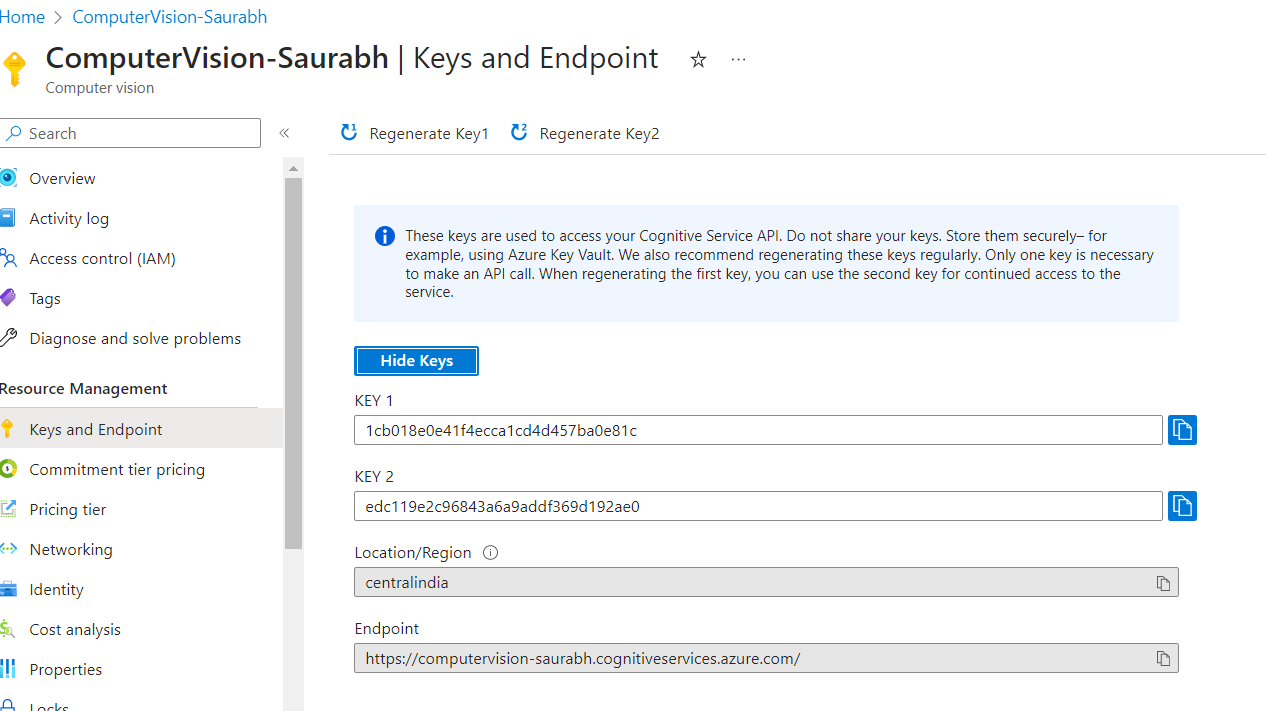 Home > ComputerVision-Saurabh
ComputerVision-Saurabh | Keys and Endpoint ...
Computer vision
Search
«
Overview
Activity log
Access control (IAM)
Tags
Diagnose and solve problems
Resource Management
Keys and Endpoint
Commitment tier pricing
Pricing tier
Networking
Identity
Cost analysis
Properties
Locks
Regenerate Key1 Regenerate Key2
These keys are used to access your Cognitive Service API. Do not share your keys. Store them securely– for
example, using Azure Key Vault. We also recommend regenerating these keys regularly. Only one key is necessary
to make an API call. When regenerating the first key, you can use the second key for continued access to the
service.
Hide Keys
KEY 1
1cb018e0e41f4ecca1cd4d457ba0e81c
KEY 2
edc119e2c96843a6a9addf369d192ae0
Location/Region
centralindia
Endpoint
https://computervision-saurabh.cognitiveservices.azure.com/